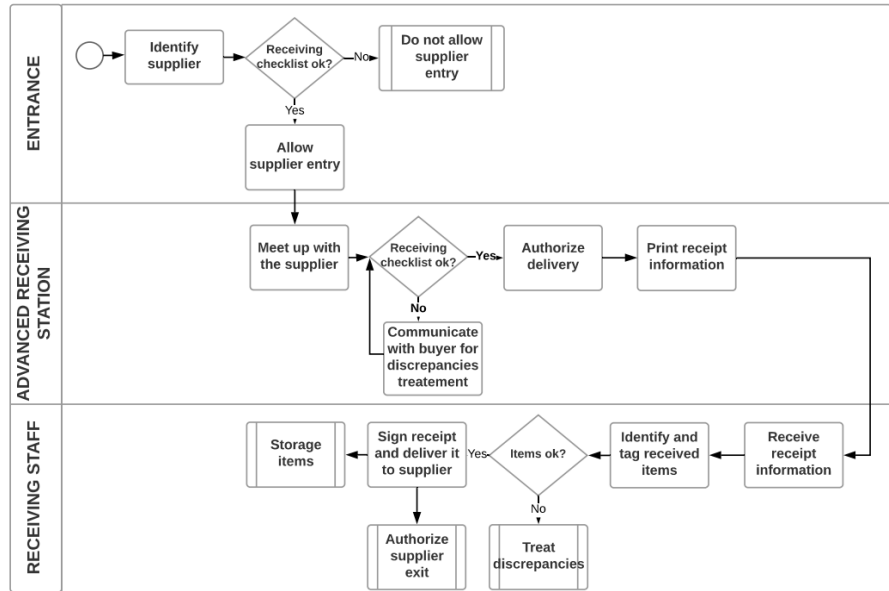 ENTRANCE
Identify
supplier
Receiving
checklist ok?
No
Do not allow
supplier
entry
Yes
Allow
supplier entry
ADVANCED RECEIVING
STATION
Meet up with
the supplier
Receiving
checklist ok?
Yes
Authorize
delivery
Print receipt
information
No
Communicate
with buyer for
discrepancies
treatement
RECEIVING STAFF
Storage
items
Sign receipt
and deliver it
to supplier
Yes
Items ok?
Identify and
tag received
items
Receive
receipt
information
No
Authorize
supplier
exit
Treat
discrepancies